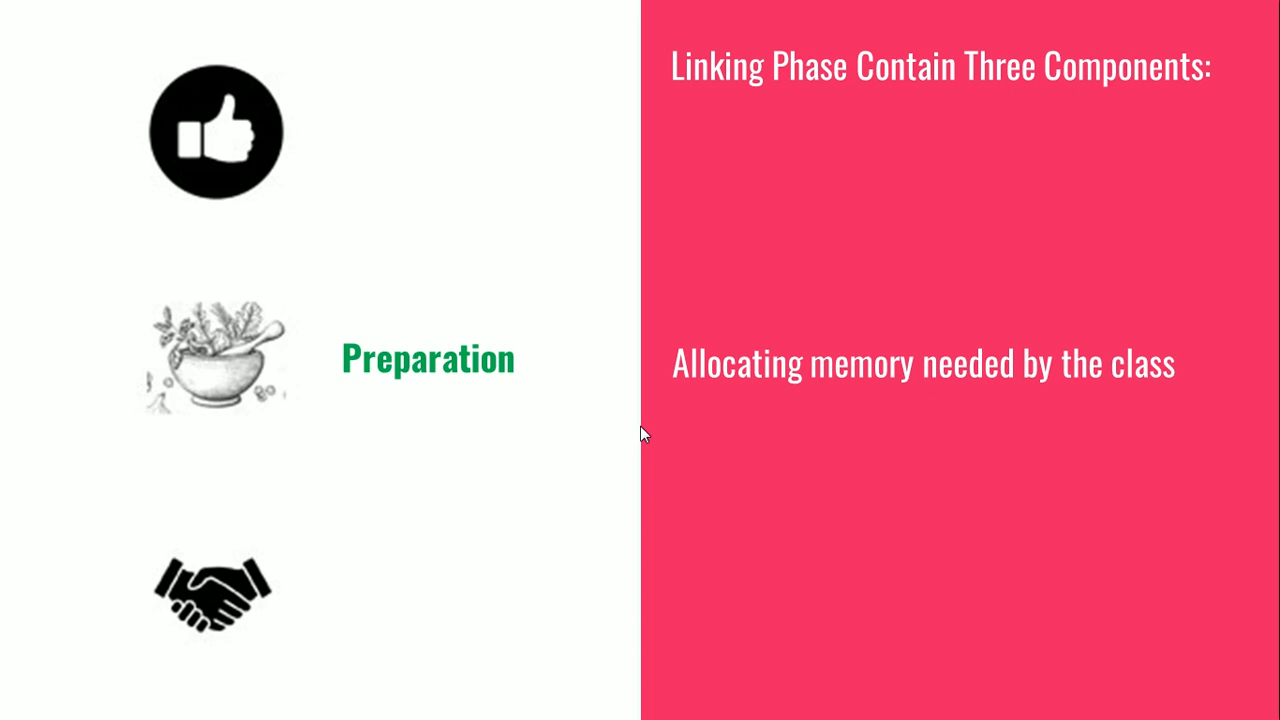 Linking Phase Contain Three Components:
Preparation
Allocating memory needed by the class